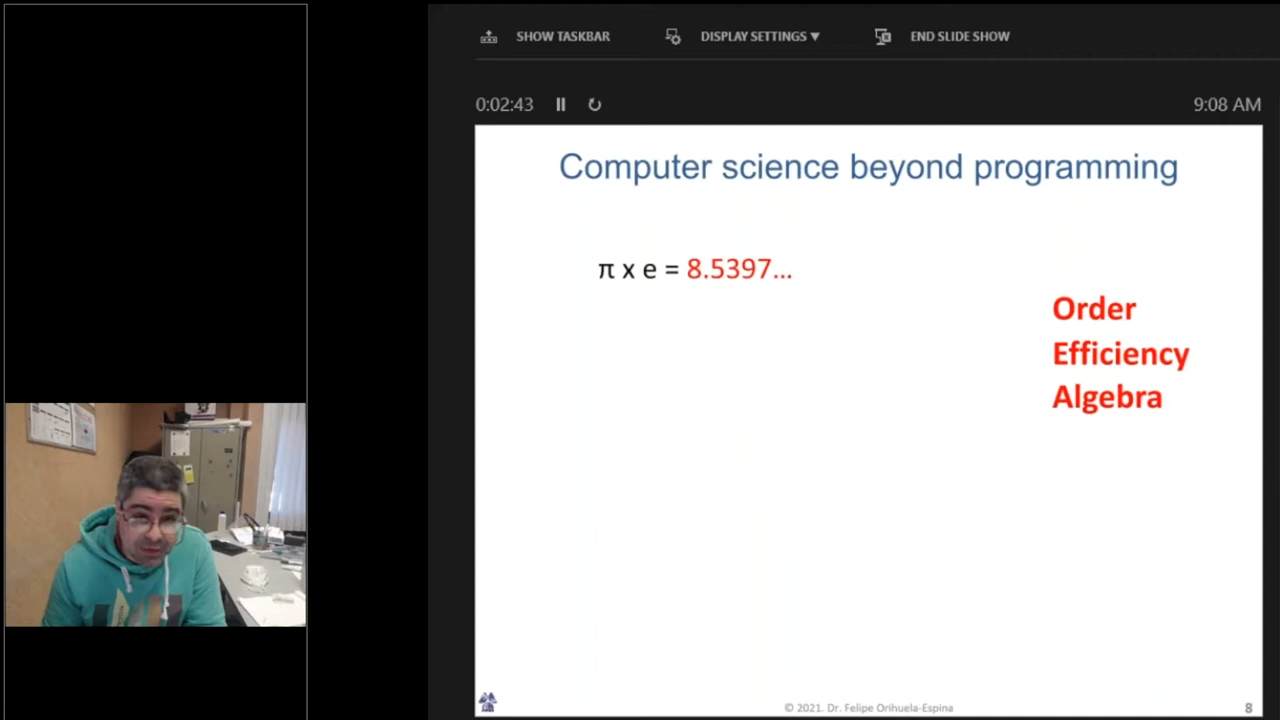 SHOW TASKBAR DISPLAY SETTINGS ▼ END SLIDE SHOW
0:02:43 9:08 AM
Computer science beyond programming
π x e = 8.5397...
Order
Efficiency
Algebra
© 2021. Dr. Felipe Orihuela-Espina 8